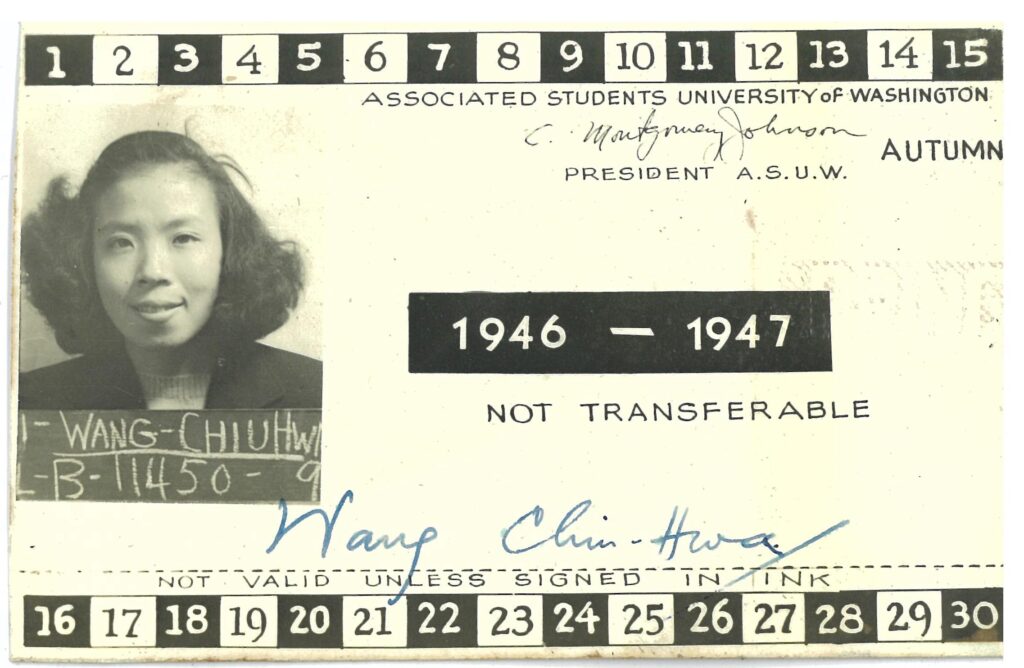 1 2 3 4 5 6 7 8 9 10 11 12 13 14 15
ASSOCIATED STUDENTS UNIVERSITY of WASHINGTON
C. Montgomery Johnson
AUTUMN
PRESIDENT A.S.U.W.
1946 — 1947
NOT TRANSFERABLE
-WANG-CHIUHW
-B-11450-9
Wang Chiu-Hwa
NOT VALID UNLESS SIGNED IN INK
16 17 18 19 20 21 22 23 24 25 26 27 28 29 30